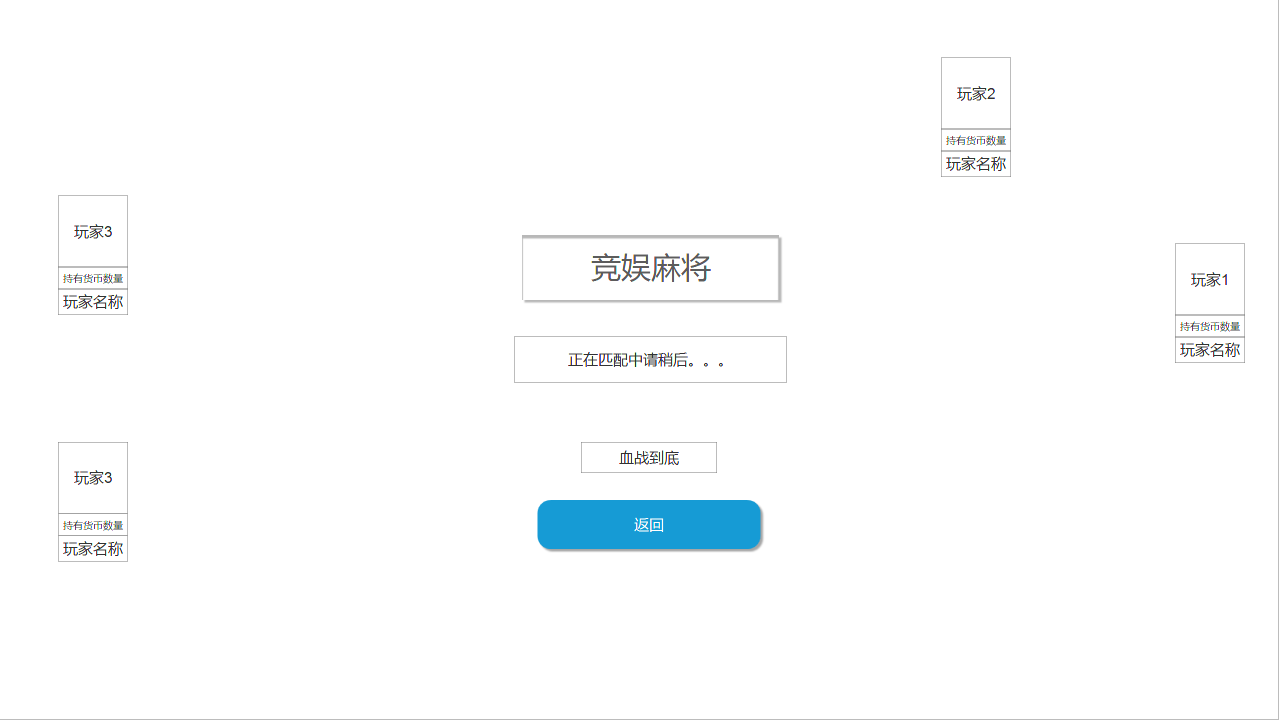 玩家2
持有货币数量
玩家名称
玩家3
持有货币数量
玩家名称
竞娱麻将
玩家1
持有货币数量
玩家名称
正在匹配中请稍后。。。
血战到底
玩家3
持有货币数量
玩家名称
返回